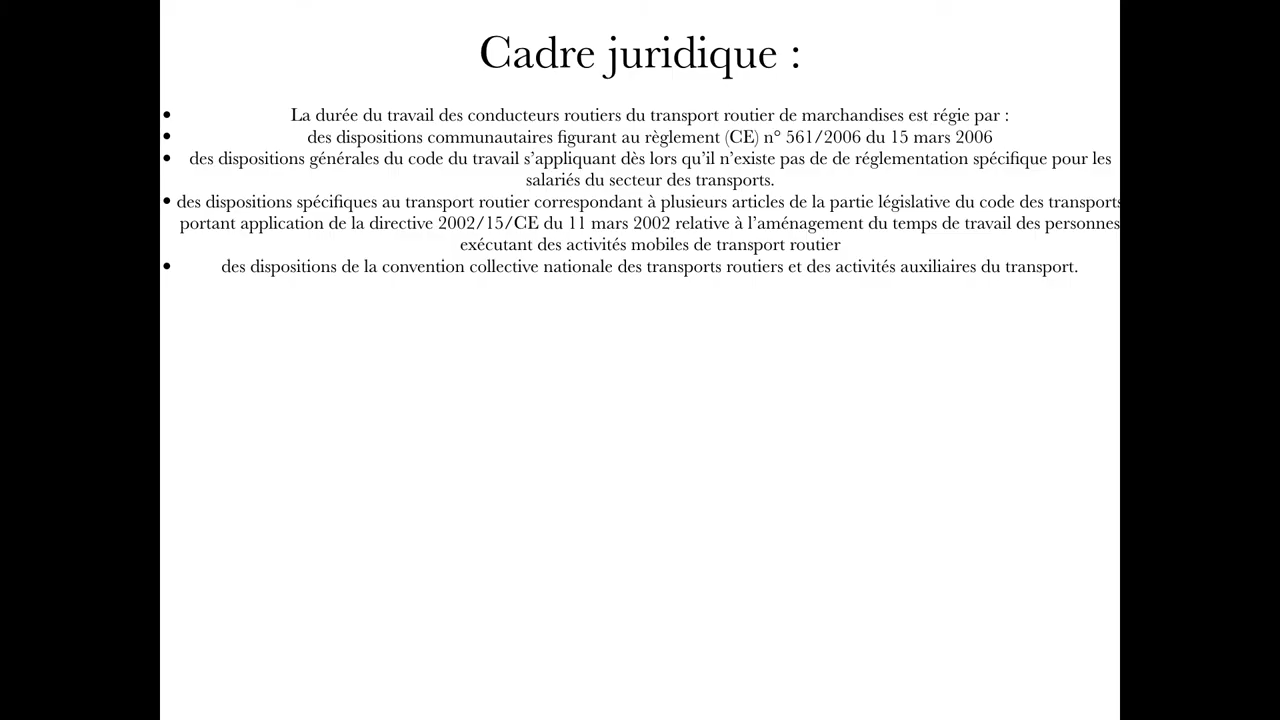 Cadre juridique :
• La durée du travail des conducteurs routiers du transport routier de marchandises est régie par :
• des dispositions communautaires figurant au règlement (CE) n° 561/2006 du 15 mars 2006
• des dispositions générales du code du travail s’appliquant dès lors qu’il n’existe pas de de réglementation spécifique pour les
salariés du secteur des transports.
• des dispositions spécifiques au transport routier correspondant à plusieurs articles de la partie législative du code des transports
portant application de la directive 2002/15/CE du 11 mars 2002 relative à l’aménagement du temps de travail des personnes
exécutant des activités mobiles de transport routier
• des dispositions de la convention collective nationale des transports routiers et des activités auxiliaires du transport.